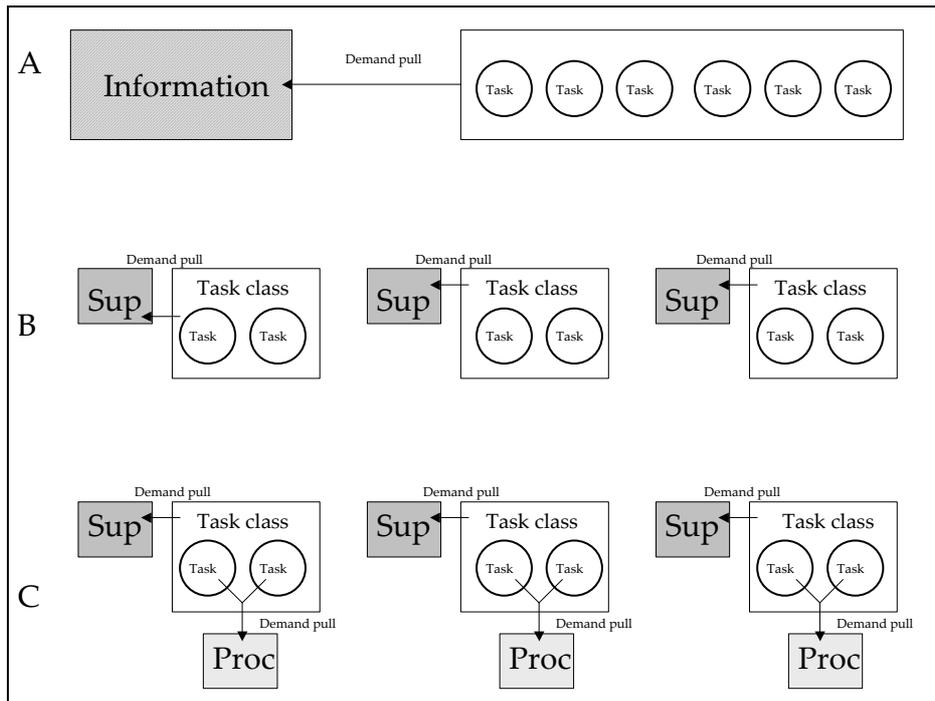 A
Information
Demand pull
Task Task Task Task Task Task
B
Demand pull Demand pull Demand pull
Sup Task class Sup Task class Sup Task class
Task Task Task Task Task Task
Demand pull Demand pull Demand pull
Sup Task class Sup Task class Sup Task class
Task Task Task Task Task Task
C
Demand pull Demand pull Demand pull
Proc Proc Proc